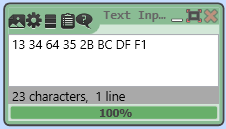 Text Inp...
13 34 64 35 2B BC DF F1
23 characters, 1 line
100%